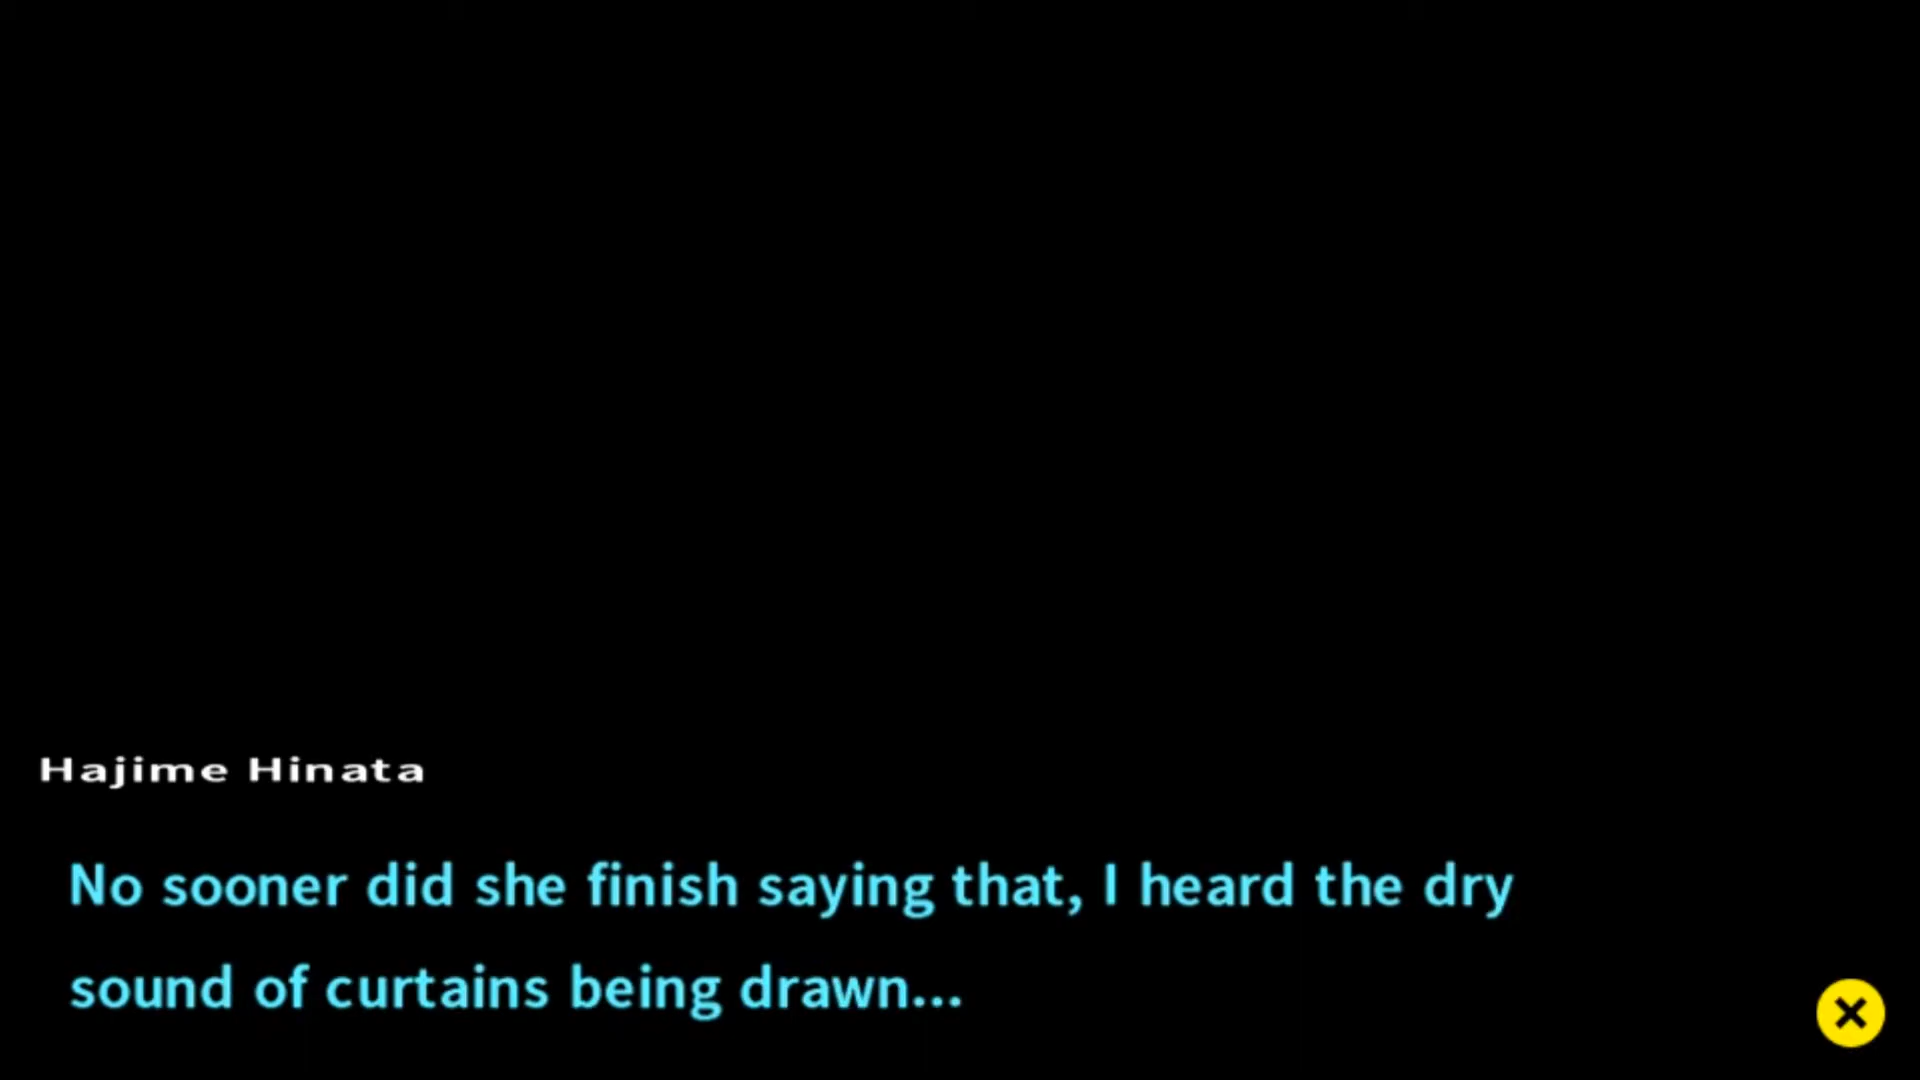 Hajime Hinata
No sooner did she finish saying that, I heard the dry
sound of curtains being drawn...